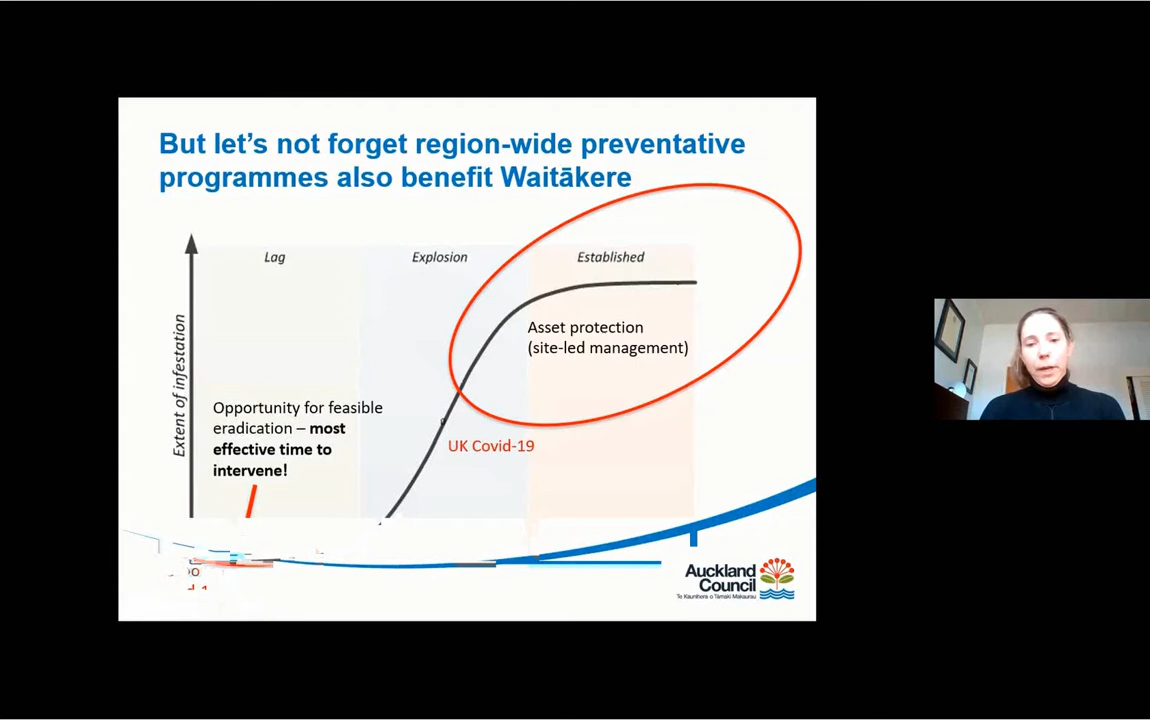 But let's not forget region-wide preventative
programmes also benefit Waitākere
Lag
Explosion
Established
Extent of infestation
Asset protection
(site-led management)
Opportunity for feasible
eradication – most
effective time to
intervene!
UK Covid-19
Auckland
Council
Te Kaunihera o Tāmaki Makaurau